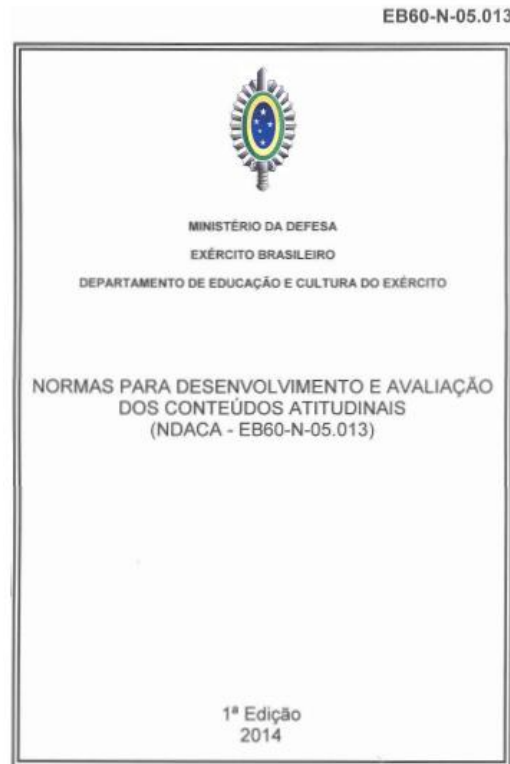 EB60-N-05.013
MINISTÉRIO DA DEFESA
EXÉRCITO BRASILEIRO
DEPARTAMENTO DE EDUCAÇÃO E CULTURA DO EXÉRCITO
NORMAS PARA DESENVOLVIMENTO E AVALIAÇÃO
DOS CONTEÚDOS ATITUDINAIS
(NDACA - EB60-N-05.013)
1ª Edição
2014